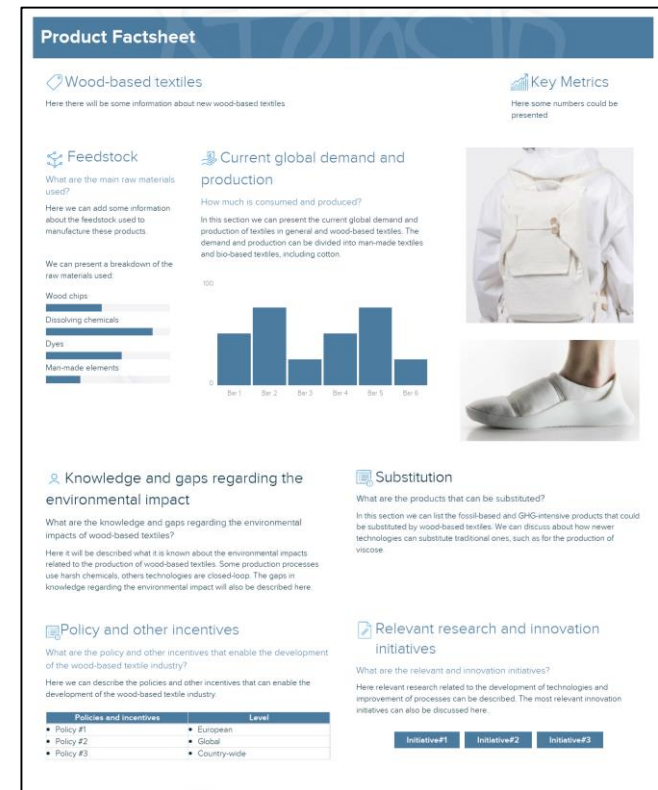 Product Factsheet
Wood-based textiles
Here there will be some information about new wood-based textiles
Key Metrics
Here some numbers could be
presented
Feedstock
What are the main raw materials
used?
Here we can add some information
about the feedstock used to
manufacture these products.
We can present a breakdown of the
raw materials used:
Wood chips
Dissolving chemicals
Dyes
Man-made elements
Current global demand and
production
How much is consumed and produced?
In this section we can present the current global demand and
production of textiles in general and wood-based textiles. The
demand and production can be divided into man-made textiles
and bio-based textiles, including cotton.
100
0
Bar 1 Bar 2 Bar 3 Bar 4 Bar 5 Bar 6
Knowledge and gaps regarding the
environmental impact
What are the knowledge and gaps regarding the environmental
impacts of wood-based textiles?
Here it will be described what it is known about the environmental impacts
related to the production of wood-based textiles. Some production processes
use harsh chemicals, others technologies are closed-loop. The gaps in
knowledge regarding the environmental impact will also be described here.
Substitution
What are the products that can be substituted?
In this section we can list the fossil-based and GHG-intensive products that could
be substituted by wood-based textiles. We can discuss about how newer
technologies can substitute traditional ones, such as for the production of
viscose
Policy and other incentives
What are the policy and other incentives that enable the development
of the wood-based textile industry?
Here we can describe the policies and other incentives that can enable the
development of the wood-based textile industry
Policies and incentives Level
• Policy #1 • European
• Policy #2 • Global
• Policy #3 • Country-wide
Relevant research and innovation
initiatives
What are the relevant and innovation initiatives?
Here relevant research related to the development of technologies and
improvement of processes can be described. The most relevant innovation
initiatives can also be discussed here.
Initiative#1 Initiative#2 Initiative#3